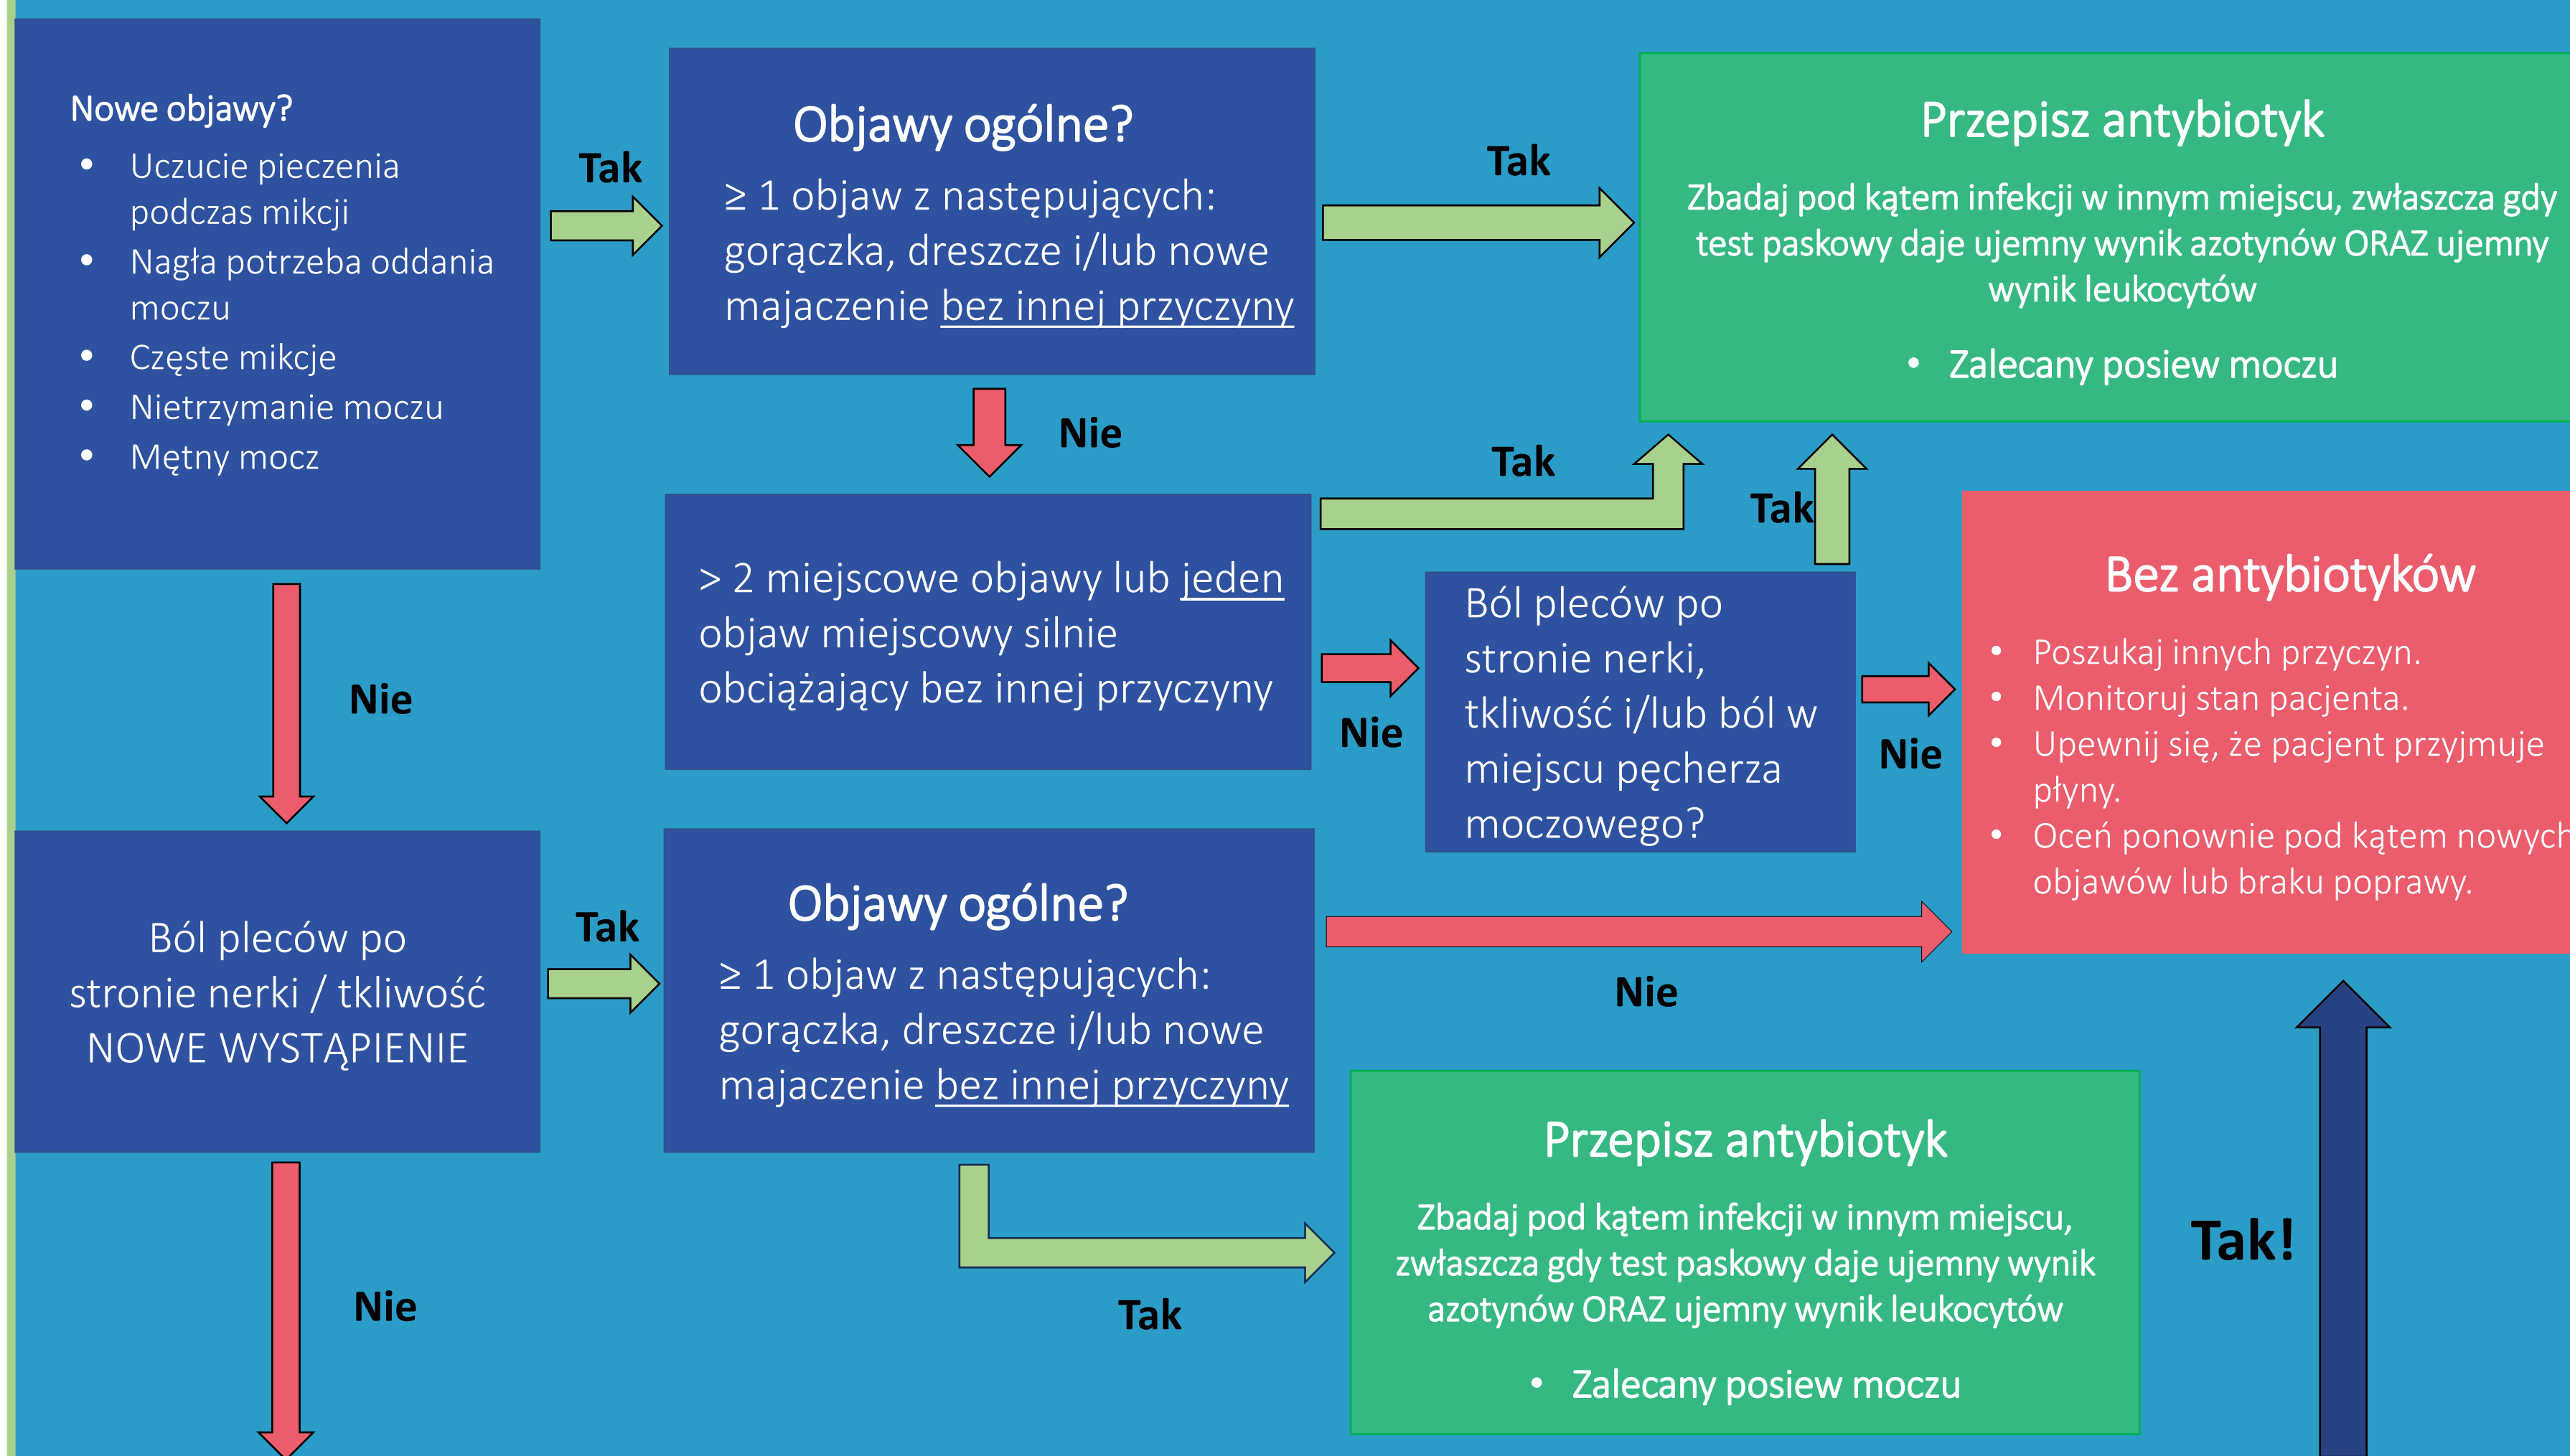 Nowe objawy?
• Uczucie pieczenia
podczas mikcji
• Nagła potrzeba oddania
moczu
• Częste mikcje
• Nietrzymanie moczu
• Mętny mocz
Tak
Objawy ogólne?
≥ 1 objaw z następujących:
gorączka, dreszcze i/lub nowe
majaczenie bez innej przyczyny
Tak
Przepisz antybiotyk
Zbadaj pod kątem infekcji w innym miejscu, zwłaszcza gdy
test paskowy daje ujemny wynik azotynów ORAZ ujemny
wynik leukocytów
• Zalecany posiew moczu
Nie
Tak
Tak
> 2 miejscowe objawy lub jeden
objaw miejscowy silnie
obciążający bez innej przyczyny
Nie
Ból pleców po
stronie nerki,
tkliwość i/lub ból w
miejscu pęcherza
moczowego?
Nie
Bez antybiotyków
• Poszukaj innych przyczyn.
• Monitoruj stan pacjenta.
• Upewnij się, że pacjent przyjmuje
płyny.
• Oceń ponownie pod kątem nowych
objawów lub braku poprawy.
Nie
Ból pleców po
stronie nerki / tkliwość
NOWE WYSTĄPIENIE
Tak
Objawy ogólne?
≥ 1 objaw z następujących:
gorączka, dreszcze i/lub nowe
majaczenie bez innej przyczyny
Nie
Tak
Przepisz antybiotyk
Zbadaj pod kątem infekcji w innym miejscu,
zwłaszcza gdy test paskowy daje ujemny wynik
azotynów ORAZ ujemny wynik leukocytów
• Zalecany posiew moczu
Tak!
Nie